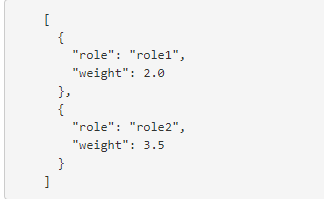 [
  {
    "role": "role1",
    "weight": 2.0
  },
  {
    "role": "role2",
    "weight": 3.5
  }
]